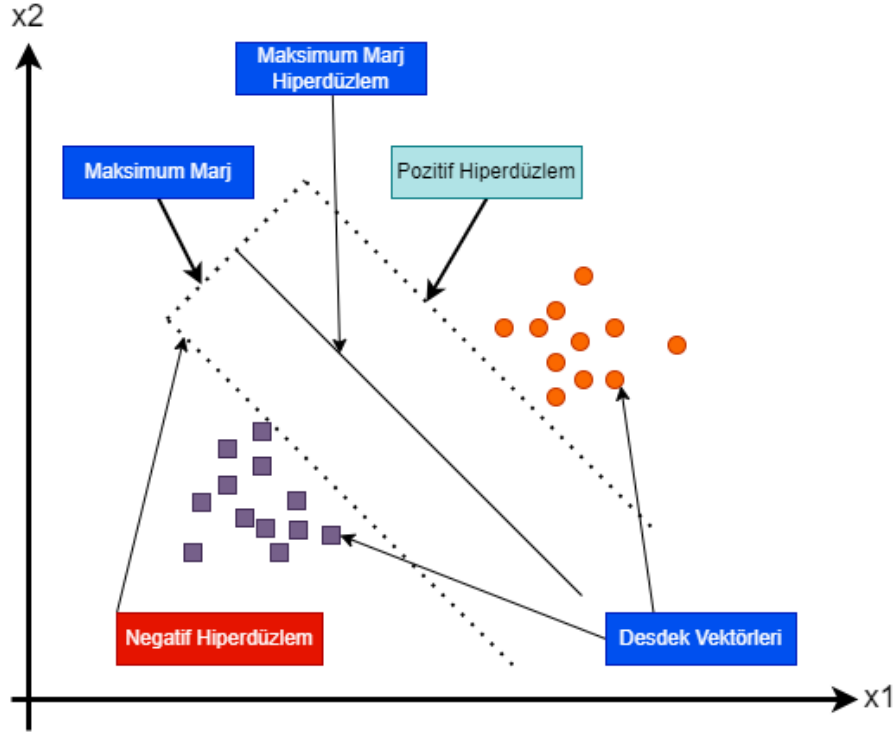 x2
Maksimum Marj
Hiperdüzlem
Maksimum Marj
Pozitif Hiperdüzlem
Negatif Hiperdüzlem
Desdek Vektörleri
x1